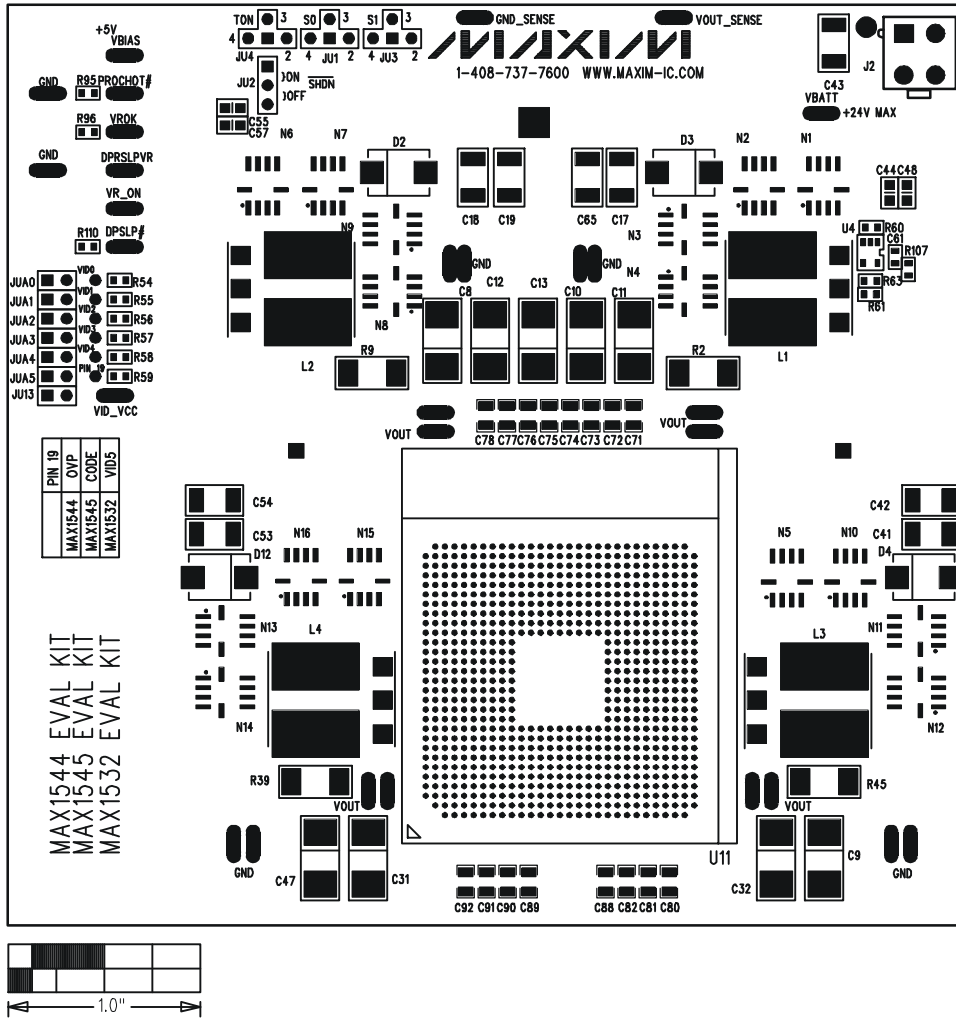 +5V
VBIAS
GND
R95
PROCHOT#
R96
VROK
GND
DPRSLPVR
VR_ON
R110
DPSLP#
TON
3
4
2
JU4
S0
3
4
2
JU1
S1
3
4
2
JU3
JU2
ON
OFF
SHDN
C55
C57
GND_SENSE
VOUT_SENSE
MAXIM
1-408-737-7600 WWW.MAXIM-IC.COM
C43
J2
VBATT
+24V MAX
N6
N7
D2
C18
C19
C65
C17
D3
N2
N1
C44
C48
N9
N3
U4
R60
C61
R107
R63
R61
GND
GND
N4
N8
C8
C12
C13
C10
C11
L2
R9
R2
L1
JUA0
VID0
R54
JUA1
VID1
R55
JUA2
VID2
R56
JUA3
VID3
R57
JUA4
VID4
R58
JUA5
PIN_19
R59
JU13
VID_VCC
VOUT
C78
C77
C76
C75
C74
C73
C72
C71
VOUT
PIN 19
OVP
CODE
VID5
MAX1544
MAX1545
MAX1532
C54
C53
D12
N16
N15
N5
N10
C42
C41
D4
N13
L4
L3
N11
N14
N12
MAX1544 EVAL KIT
MAX1545 EVAL KIT
MAX1532 EVAL KIT
R39
VOUT
R45
VOUT
GND
C47
C31
U11
C32
C9
GND
C92
C91
C90
C89
C88
C82
C81
C80
1.0"